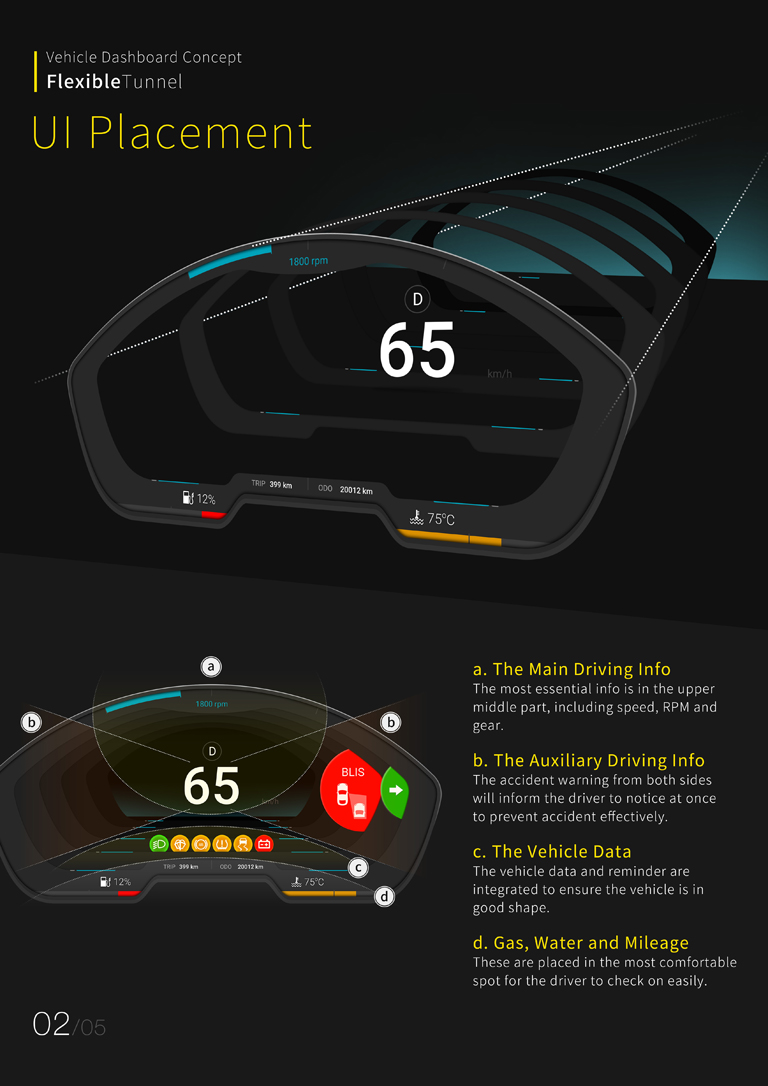 Vehicle Dashboard Concept
FlexibleTunnel
UI Placement
1800 rpm
D
65
km/h
12%
TRIP 399 km
ODO 20012 km
75°C
a
1800 rpm
b
b
D
65
km/h
BLIS
c
TRIP 399 km
ODO 20012 km
12%
75°C
d
a. The Main Driving Info
The most essential info is in the upper
middle part, including speed, RPM and
gear.
b. The Auxiliary Driving Info
The accident warning from both sides
will inform the driver to notice at once
to prevent accident effectively.
c. The Vehicle Data
The vehicle data and reminder are
integrated to ensure the vehicle is in
good shape.
d. Gas, Water and Mileage
These are placed in the most comfortable
spot for the driver to check on easily.
02/05